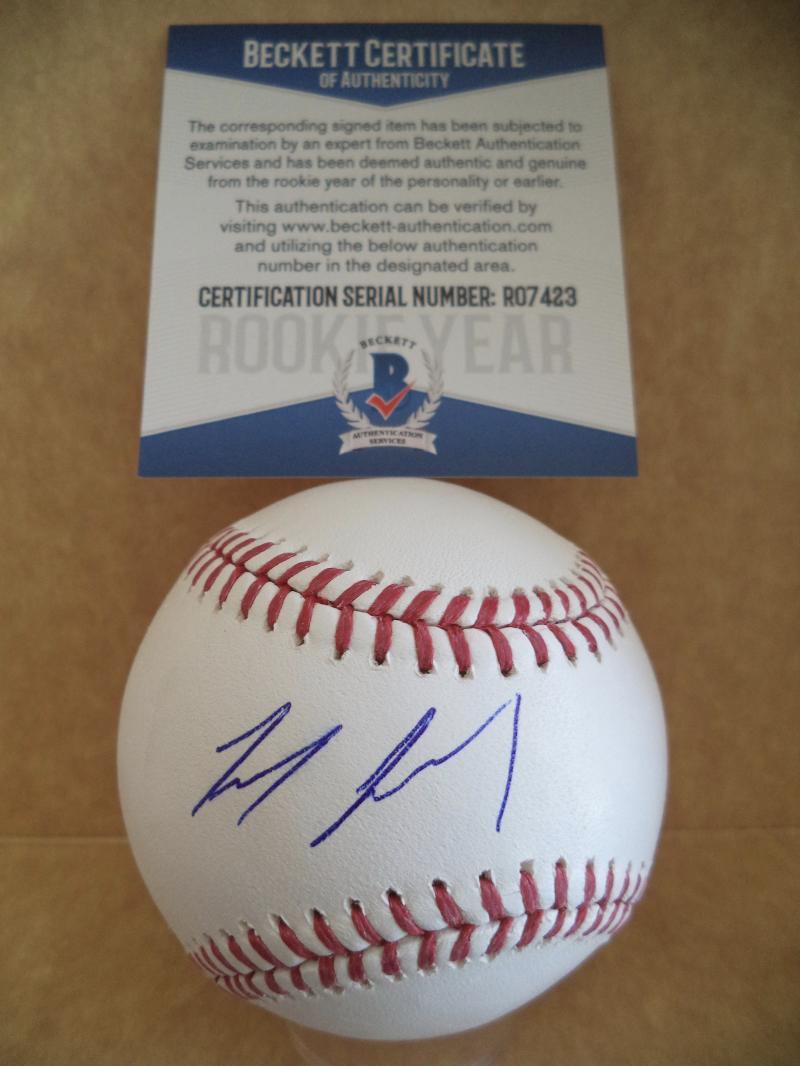 BECKETT CERTIFICATE
OF AUTHENTICITY
The corresponding signed item has been subjected to
examination by an expert from Beckett Authentication
Services and has been deemed authentic and genuine
from the rookie year of the personality or earlier.
This authentication can be verified by
visiting www.beckett-authentication.com
and utilizing the below authentication
number in the designated area.
CERTIFICATION SERIAL NUMBER: R07423
ROOKIE YEAR
BECKETT
B
AUTHENTICATION
SERVICES